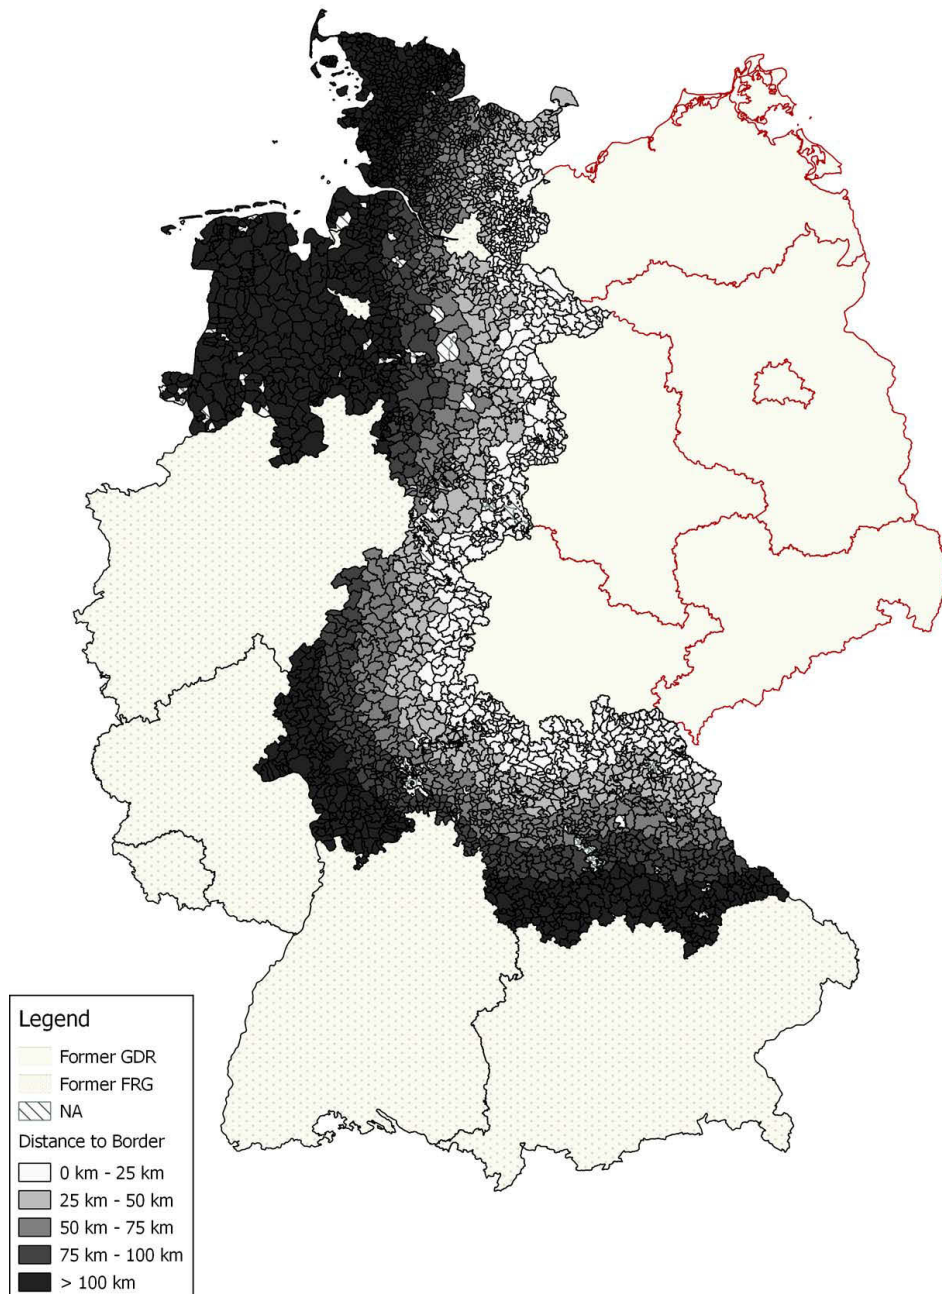 Legend
Former GDR
Former FRG
NA
Distance to Border
0 km - 25 km
25 km - 50 km
50 km - 75 km
75 km - 100 km
> 100 km